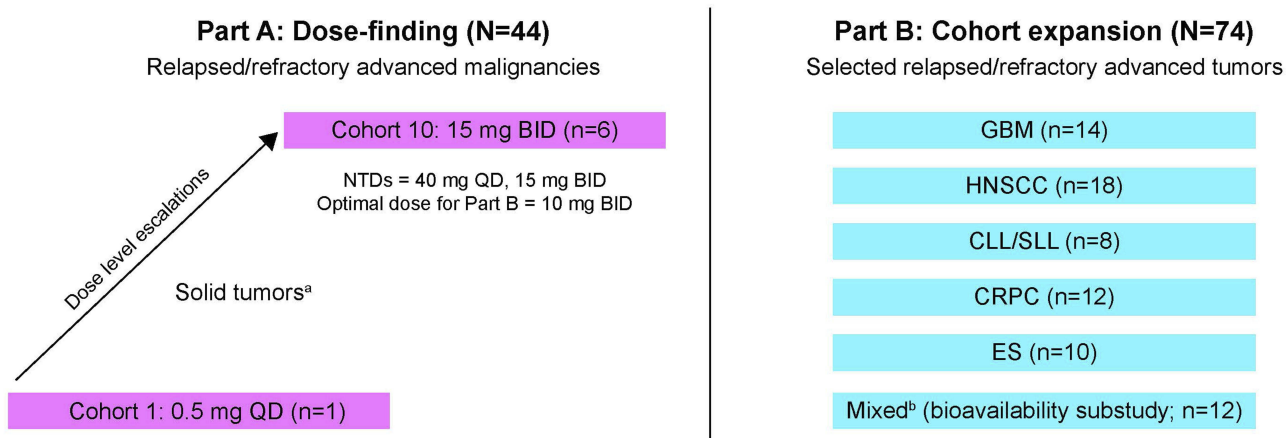 Part A: Dose-finding (N=44)
Relapsed/refractory advanced malignancies
Cohort 10: 15 mg BID (n=6)
NTDs = 40 mg QD, 15 mg BID
Optimal dose for Part B = 10 mg BID
Dose level escalations
Solid tumorsᵃ
Cohort 1: 0.5 mg QD (n=1)
Part B: Cohort expansion (N=74)
Selected relapsed/refractory advanced tumors
GBM (n=14)
HNSCC (n=18)
CLL/SLL (n=8)
CRPC (n=12)
ES (n=10)
Mixedᵇ (bioavailability substudy; n=12)